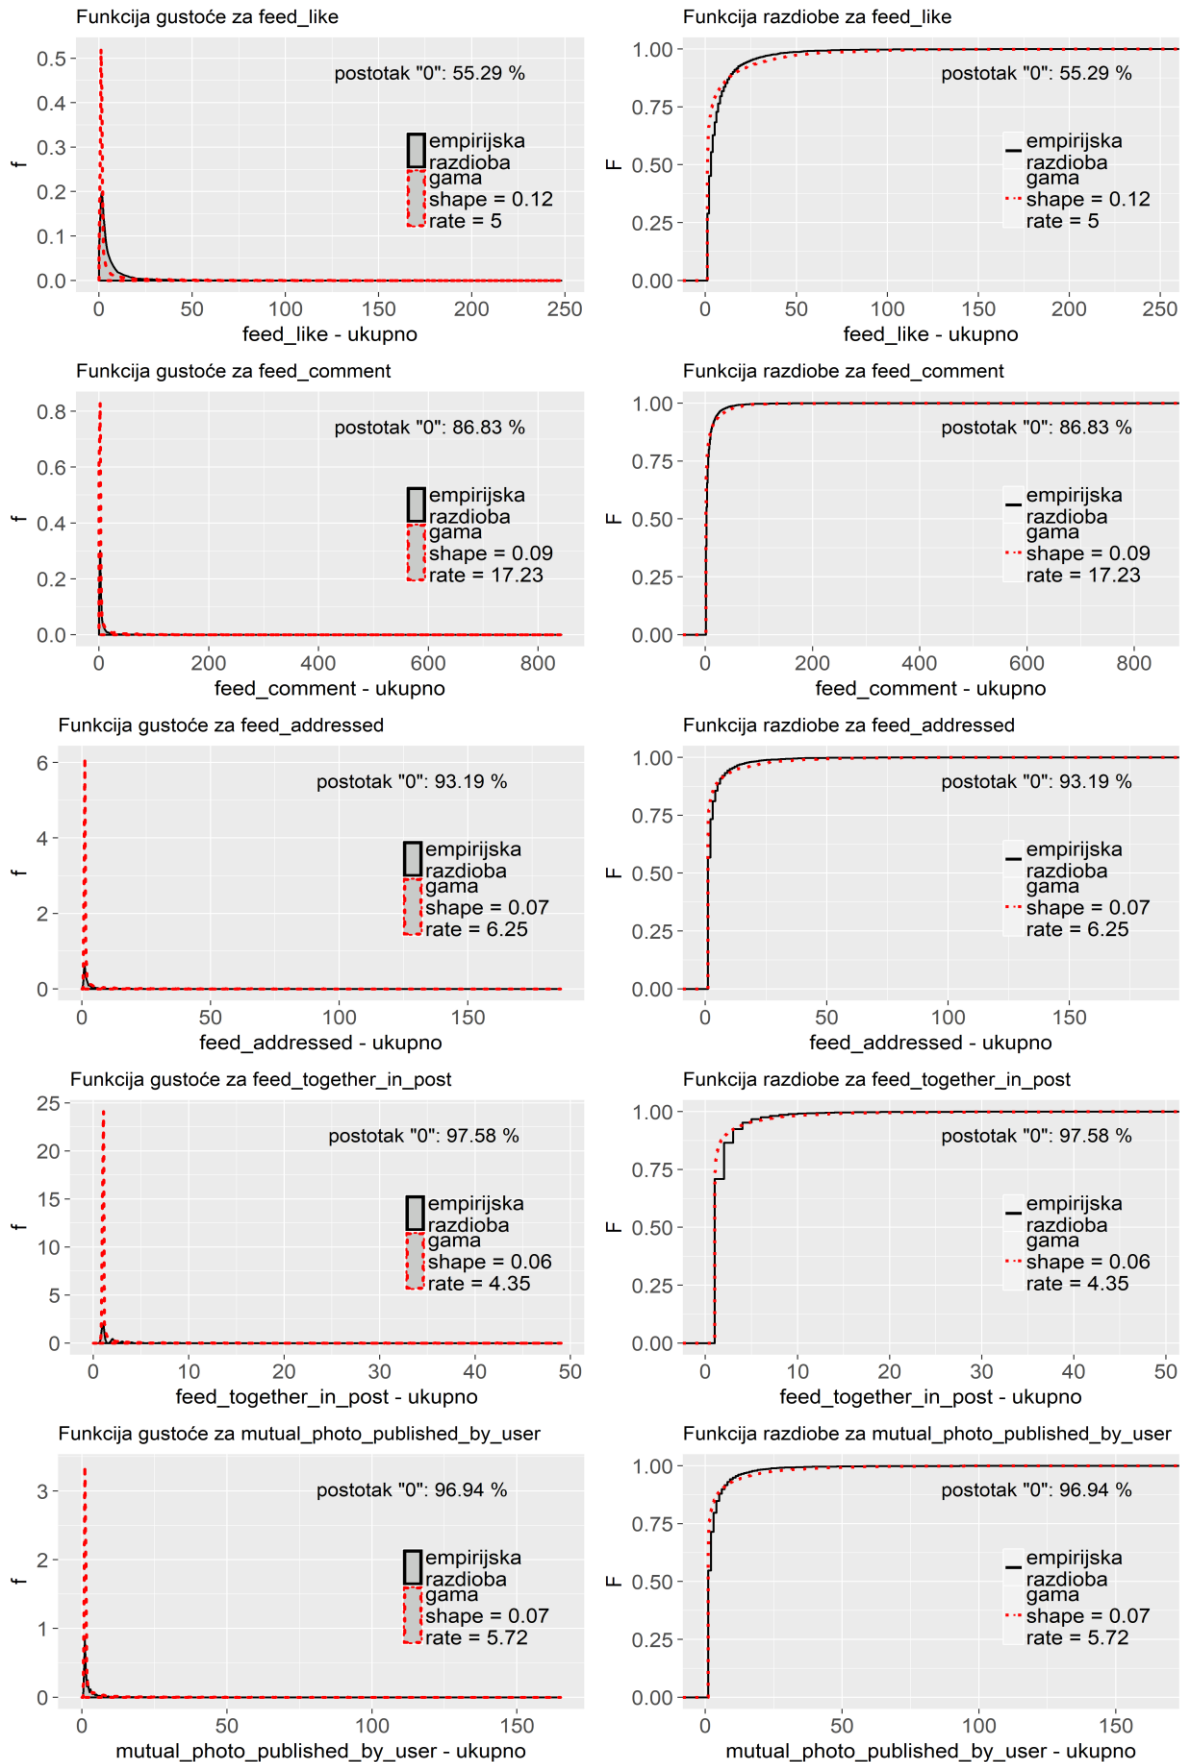 Funkcija gustoće za feed_like
f
0.5
0.4
0.3
0.2
0.1
0.0
postotak "0": 55.29 %
empirijska
razdioba
gama
shape = 0.12
rate = 5
0 50 100 150 200 250
feed_like - ukupno
Funkcija razdiobe za feed_like
F
1.00
0.75
0.50
0.25
0.00
postotak "0": 55.29 %
empirijska
razdioba
gama
shape = 0.12
rate = 5
0 50 100 150 200 250
feed_like - ukupno
Funkcija gustoće za feed_comment
f
0.8
0.6
0.4
0.2
0.0
postotak "0": 86.83 %
empirijska
razdioba
gama
shape = 0.09
rate = 17.23
0 200 400 600 800
feed_comment - ukupno
Funkcija razdiobe za feed_comment
F
1.00
0.75
0.50
0.25
0.00
postotak "0": 86.83 %
empirijska
razdioba
gama
shape = 0.09
rate = 17.23
0 200 400 600 800
feed_comment - ukupno
Funkcija gustoće za feed_addressed
f
6
4
2
0
postotak "0": 93.19 %
empirijska
razdioba
gama
shape = 0.07
rate = 6.25
0 50 100 150
feed_addressed - ukupno
Funkcija razdiobe za feed_addressed
F
1.00
0.75
0.50
0.25
0.00
postotak "0": 93.19 %
empirijska
razdioba
gama
shape = 0.07
rate = 6.25
0 50 100 150
feed_addressed - ukupno
Funkcija gustoće za feed_together_in_post
f
25
20
15
10
5
0
postotak "0": 97.58 %
empirijska
razdioba
gama
shape = 0.06
rate = 4.35
0 10 20 30 40 50
feed_together_in_post - ukupno
Funkcija razdiobe za feed_together_in_post
F
1.00
0.75
0.50
0.25
0.00
postotak "0": 97.58 %
empirijska
razdioba
gama
shape = 0.06
rate = 4.35
0 10 20 30 40 50
feed_together_in_post - ukupno
Funkcija gustoće za mutual_photo_published_by_user
f
3
2
1
0
postotak "0": 96.94 %
empirijska
razdioba
gama
shape = 0.07
rate = 5.72
0 50 100 150
mutual_photo_published_by_user - ukupno
Funkcija razdiobe za mutual_photo_published_by_user
F
1.00
0.75
0.50
0.25
0.00
postotak "0": 96.94 %
empirijska
razdioba
gama
shape = 0.07
rate = 5.72
0 50 100 150
mutual_photo_published_by_user - ukupno